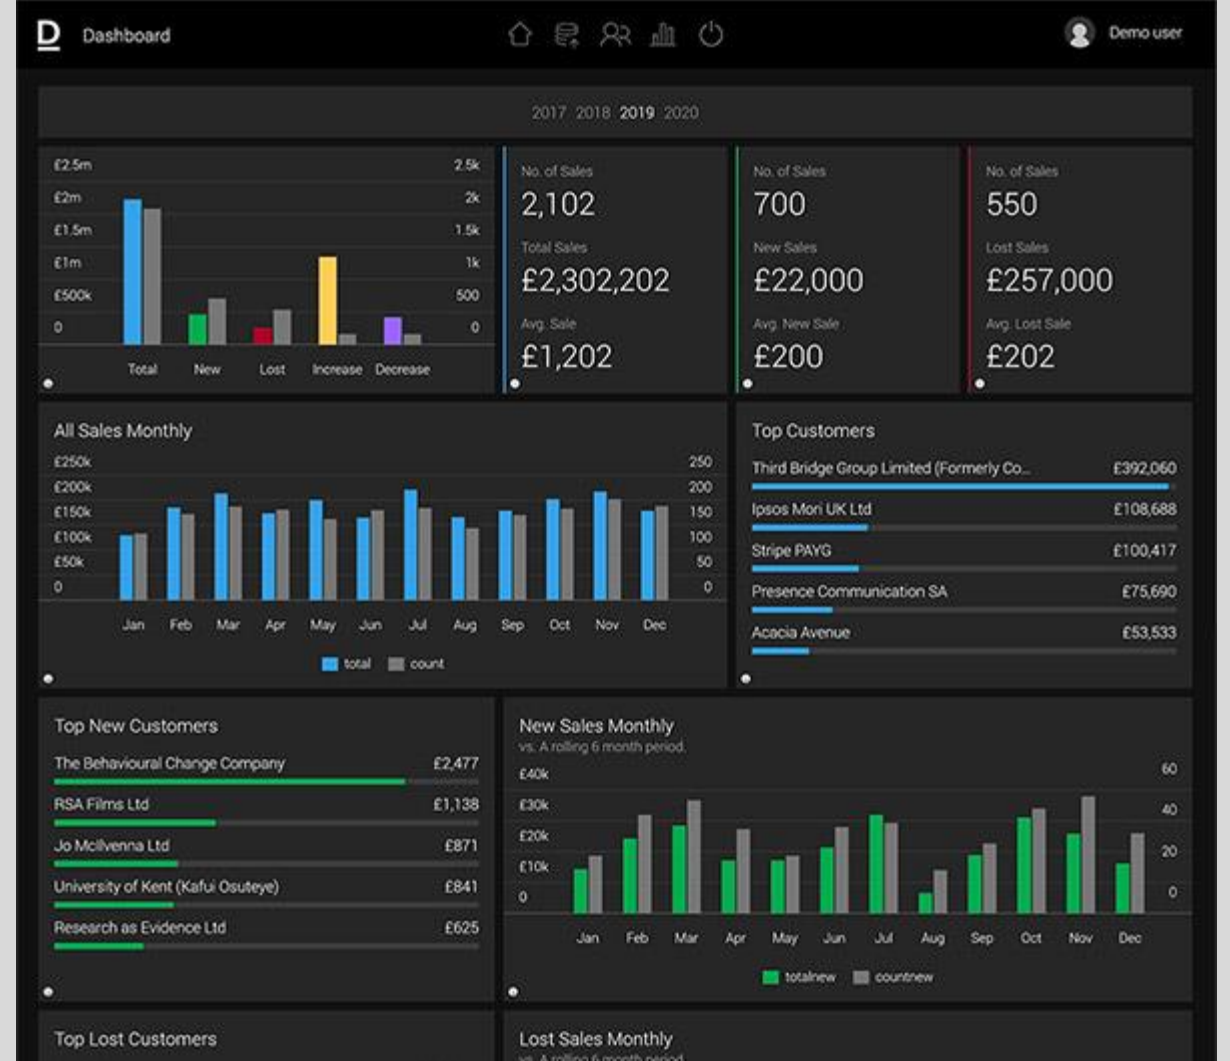 D Dashboard
Demo user
2017 2018 2019 2020
£2.5m 2.5k
£2m 2k
£1.5m 1.5k
£1m 1k
£500k 500
0 0
Total New Lost Increase Decrease
No. of Sales
2,102
Total Sales
£2,302,202
Avg. Sale
£1,202
No. of Sales
700
New Sales
£22,000
Avg. New Sale
£200
No. of Sales
550
Lost Sales
£257,000
Avg. Lost Sale
£202
All Sales Monthly
£250k 250
£200k 200
£150k 150
£100k 100
£50k 50
0 0
Jan Feb Mar Apr May Jun Jul Aug Sep Oct Nov Dec
total count
Top Customers
Third Bridge Group Limited (Formerly Co... £392,060
Ipsos Mori UK Ltd £108,688
Stripe PAYG £100,417
Presence Communication SA £75,690
Acacia Avenue £53,533
Top New Customers
The Behavioural Change Company £2,477
RSA Films Ltd £1,138
Jo McIlvenna Ltd £871
University of Kent (Kafui Osuteye) £841
Research as Evidence Ltd £625
New Sales Monthly
vs. A rolling 6 month period.
£40k 60
£30k 40
£20k 20
£10k 0
0
Jan Feb Mar Apr May Jun Jul Aug Sep Oct Nov Dec
totalnew countnew
Top Lost Customers
Lost Sales Monthly
vs. A rolling 6 month period.